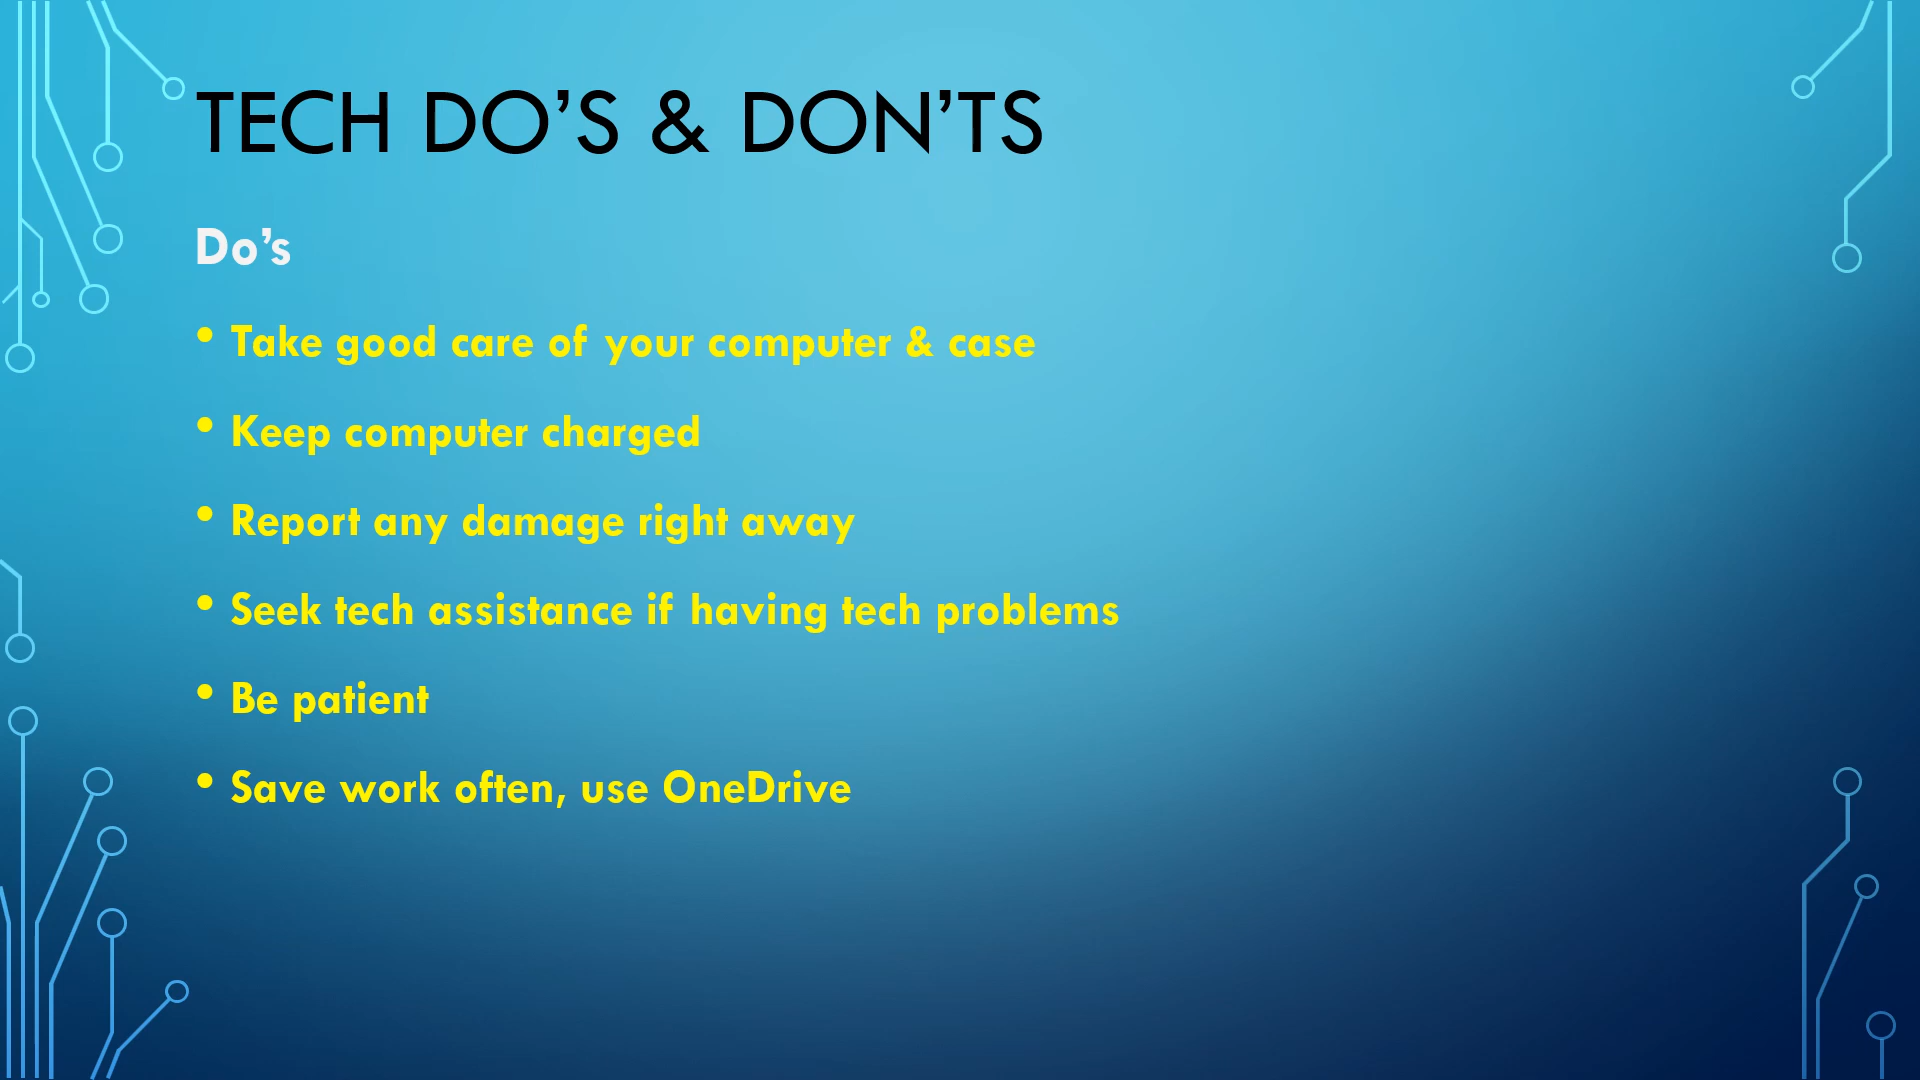 TECH DO’S & DON’TS
Do’s
• Take good care of your computer & case
• Keep computer charged
• Report any damage right away
• Seek tech assistance if having tech problems
• Be patient
• Save work often, use OneDrive